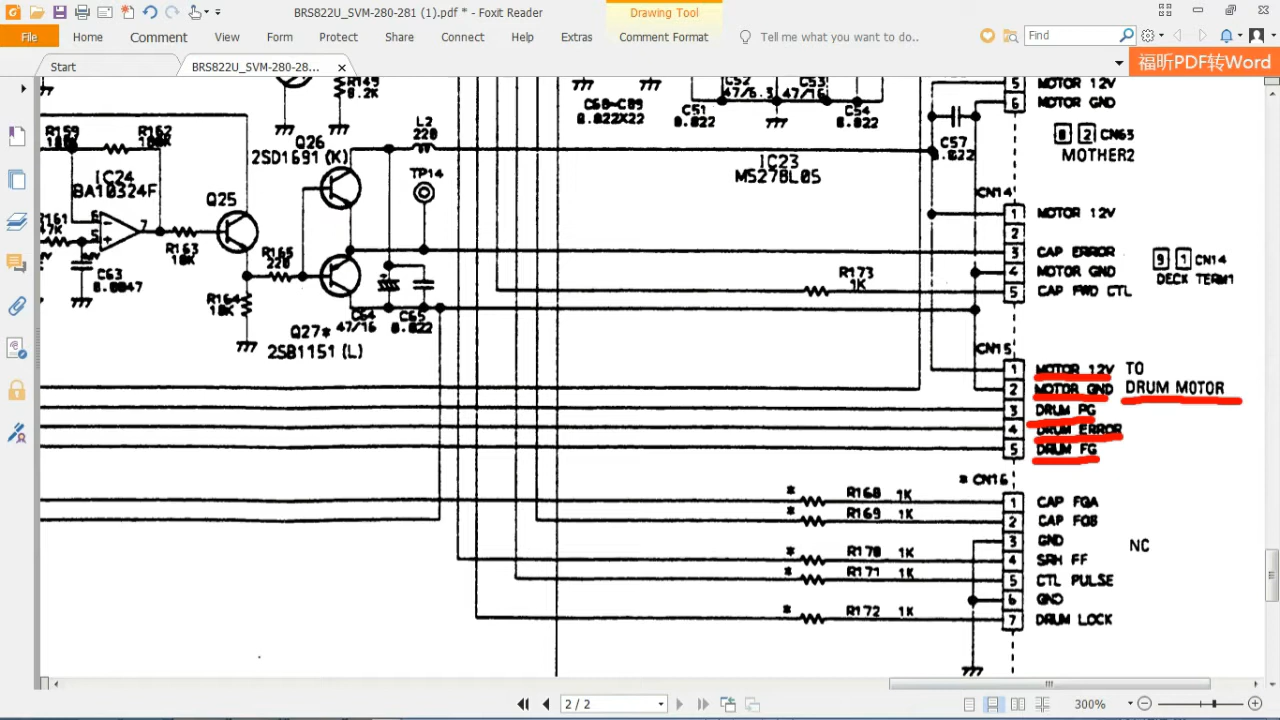 BRS822U_SVM-280-281 (1).pdf * - Foxit Reader
Drawing Tool
File
Home
Comment
View
Form
Protect
Share
Connect
Help
Extras
Comment Format
Tell me what you want to do..
Find
Start
BRS822U_SVM-280-28...
福昕PDF转Word
R149
8.2K
C68~C89
0.022X22
C52
47/6.3
C53
47/16
C51
0.022
C54
0.022
5 MOTOR 12V
6 MOTOR GND
8 2 CN63
MOTHER2
C57
0.022
R159
R162
Q26
2SD1691 (K)
L2
220
TP14
IC23
M5278L05
IC24
BA10324F
6
5
7
Q25
R161
47K
R163
10K
R165
220
C63
0.0047
R164
10K
Q27*
2SB1151 (L)
C64
47/16
C65
0.022
R173
1K
CN14
1 MOTOR 12V
2
3 CAP ERROR
4 MOTOR GND
5 CAP FWD CTL
9 1 CN14
DECK TERM1
CN15
1 MOTOR 12V TO
2 MOTOR GND DRUM MOTOR
3 DRUM PG
4 DRUM ERROR
5 DRUM FG
* CN16
* R168 1K 1 CAP FGA
* R169 1K 2 CAP FGB
3 GND
NC
* R170 1K 4 SRH FF
* R171 1K 5 CTL PULSE
6 GND
* R172 1K 7 DRUM LOCK
2 / 2
300%